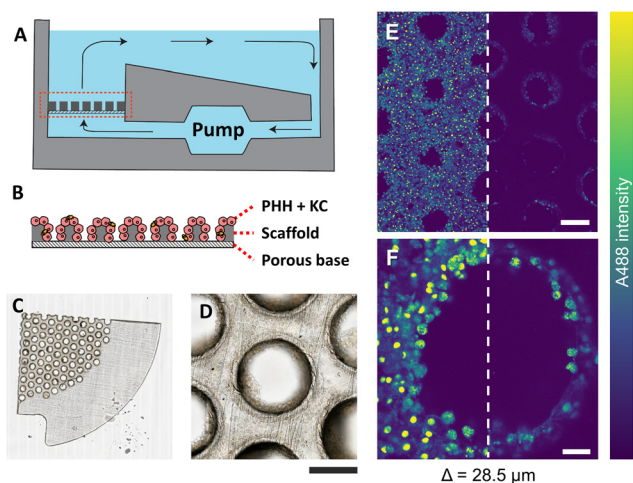 A
Pump
B
PHH + KC
Scaffold
Porous base
C
D
E
F
A488 intensity
Δ = 28.5 μm